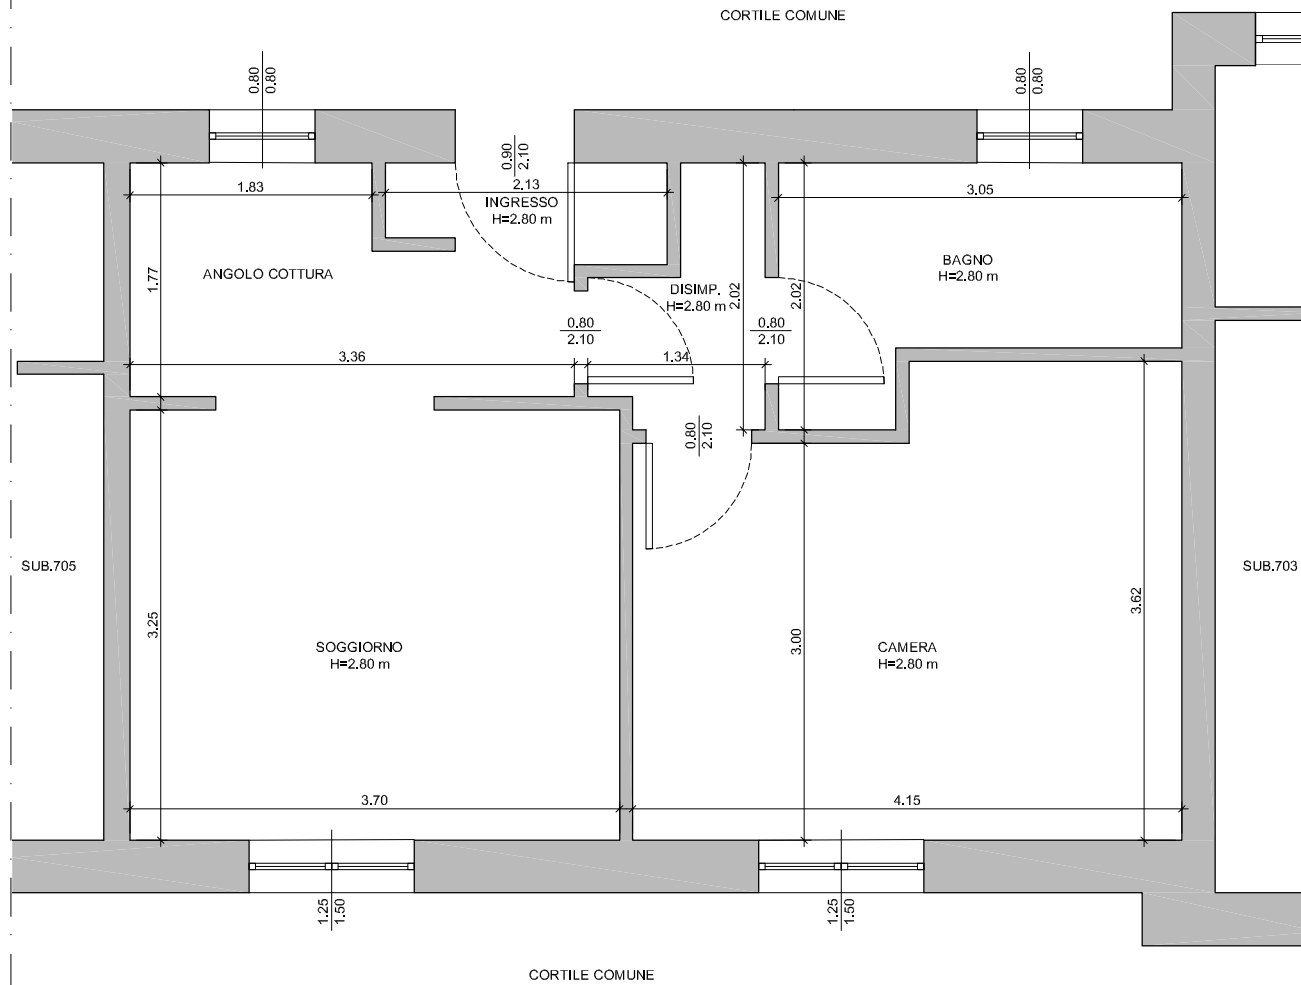 CORTILE COMUNE
0.80
0.80
0.80
0.80
0.90
2.10
1.83
2.13
3.05
INGRESSO
H=2.80 m
ANGOLO COTTURA
BAGNO
H=2.80 m
1.77
DISIMP.
H=2.80 m
2.02
2.02
0.80
2.10
0.80
2.10
3.36
1.34
0.80
2.10
SUB.705
SUB.703
3.25
3.00
3.62
SOGGIORNO
H=2.80 m
CAMERA
H=2.80 m
3.70
4.15
1.25
1.50
1.25
1.50
CORTILE COMUNE